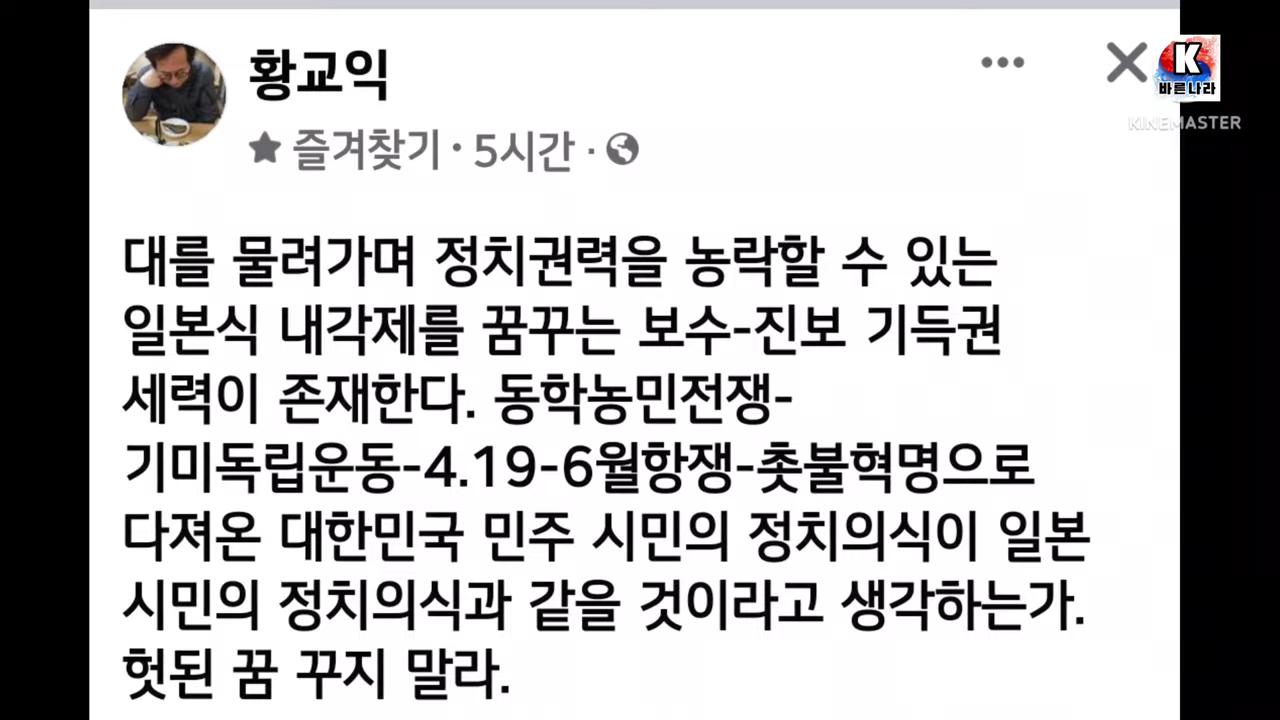 황교익
즐겨찾기 · 5시간 ·
K
바른나라
KINEMASTER
대를 물려가며 정치권력을 농락할 수 있는
일본식 내각제를 꿈꾸는 보수-진보 기득권
세력이 존재한다. 동학농민전쟁-
기미독립운동-4.19-6월항쟁-촛불혁명으로
다져온 대한민국 민주 시민의 정치의식이 일본
시민의 정치의식과 같을 것이라고 생각하는가.
헛된 꿈 꾸지 말라.